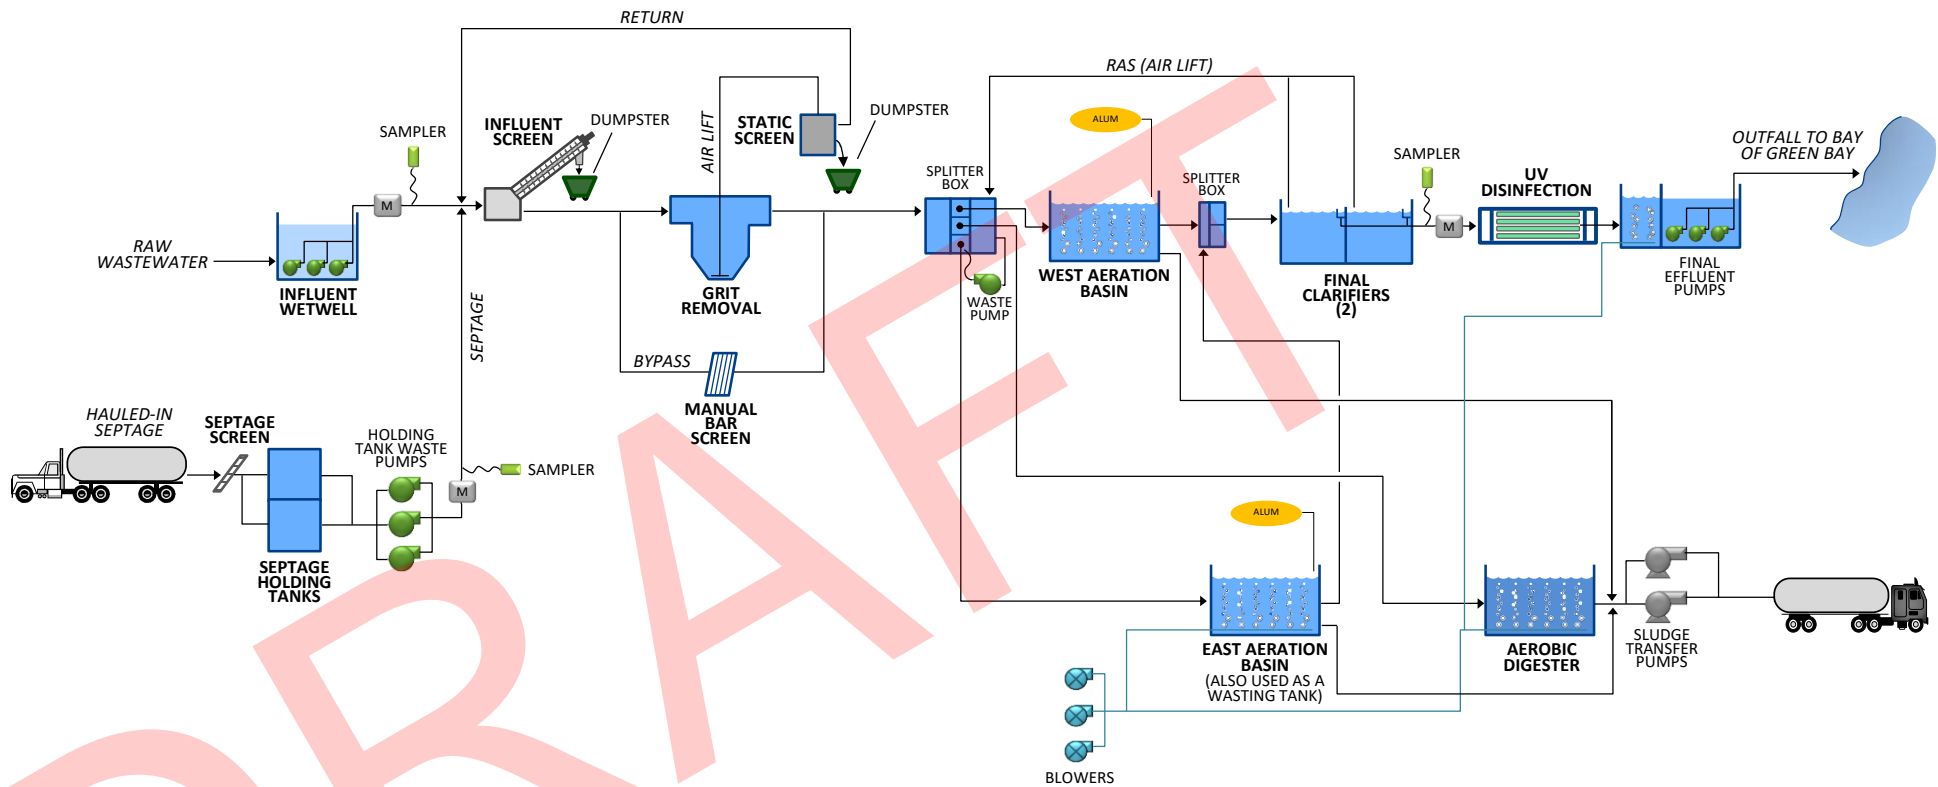 RETURN
RAS (AIR LIFT)
SAMPLER
INFLUENT
SCREEN
DUMPSTER
AIR LIFT
STATIC
SCREEN
DUMPSTER
ALUM
SAMPLER
OUTFALL TO BAY
OF GREEN BAY
SPLITTER
BOX
SPLITTER
BOX
UV
DISINFECTION
M
M
RAW
WASTEWATER
INFLUENT
WETWELL
GRIT
REMOVAL
WASTE
PUMP
WEST AERATION
BASIN
FINAL
CLARIFIERS
(2)
FINAL
EFFLUENT
PUMPS
SEPTAGE
BYPASS
MANUAL
BAR
SCREEN
HAULED-IN
SEPTAGE
SEPTAGE
SCREEN
HOLDING
TANK WASTE
PUMPS
M
SAMPLER
SEPTAGE
HOLDING
TANKS
ALUM
EAST AERATION
BASIN
(ALSO USED AS A
WASTING TANK)
AEROBIC
DIGESTER
SLUDGE
TRANSFER
PUMPS
BLOWERS
DRAFT